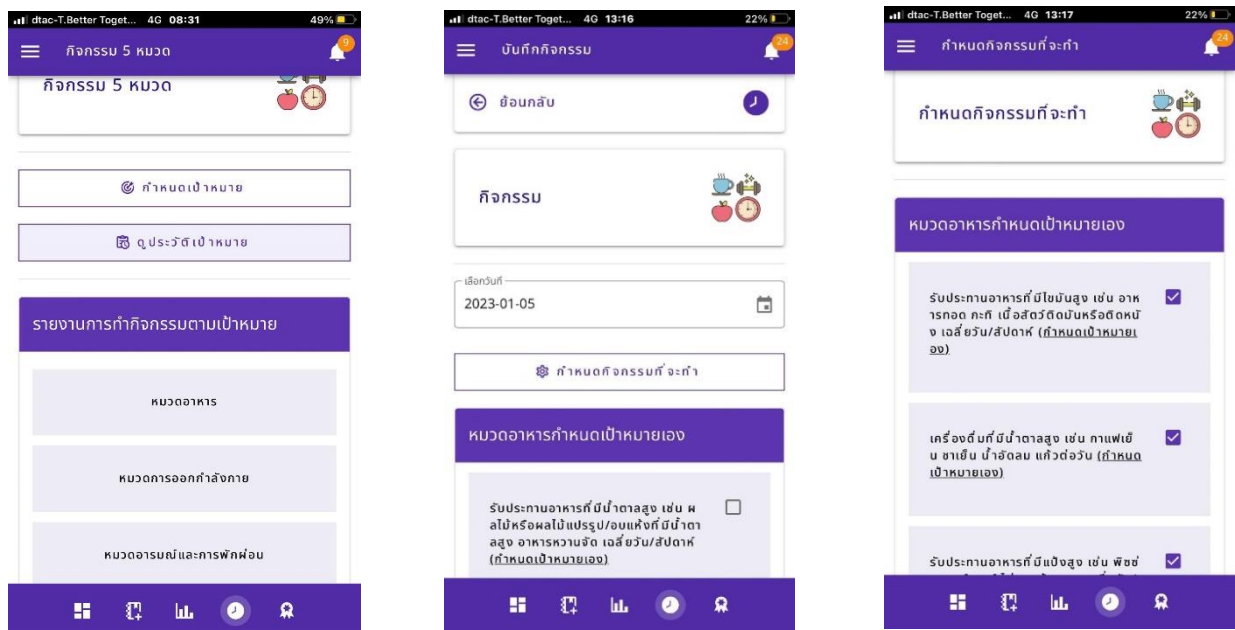 dtac-T.Better Toget... 4G 08:31 49%
กิจกรรม 5 หมวด 9
กิจกรรม 5 หมวด
กำหนดเป้าหมาย
ดูประวัติเป้าหมาย
รายงานการทำกิจกรรมตามเป้าหมาย
หมวดอาหาร
หมวดการออกกำลังกาย
หมวดอารมณ์และการพักผ่อน
dtac-T.Better Toget... 4G 13:16 22%
บันทึกกิจกรรม 24
ย้อนกลับ
กิจกรรม
เลือกวันที่
2023-01-05
กำหนดกิจกรรมที่จะทำ
หมวดอาหารกำหนดเป้าหมายเอง
รับประทานอาหารที่มีน้ำตาลสูง เช่น ผ
ลไม้หรือผลไม้แปรรูป/อบแห้งที่มีน้ำตา
ลสูง อาหารหวานจัด เฉลี่ยวัน/สัปดาห์
(กำหนดเป้าหมายเอง)
dtac-T.Better Toget... 4G 13:17 22%
กำหนดกิจกรรมที่จะทำ 24
กำหนดกิจกรรมที่จะทำ
หมวดอาหารกำหนดเป้าหมายเอง
รับประทานอาหารที่มีไขมันสูง เช่น อาห
ารทอด กะทิ เนื้อสัตว์ติดมันหรือติดหนั
ง เฉลี่ยวัน/สัปดาห์ (กำหนดเป้าหมายเ
อง)
เครื่องดื่มที่มีน้ำตาลสูง เช่น กาแฟเย็
น ชาเย็น น้ำอัดลม แก้วต่อวัน (กำหนด
เป้าหมายเอง)
รับประทานอาหารที่มีแป้งสูง เช่น พิซซ่